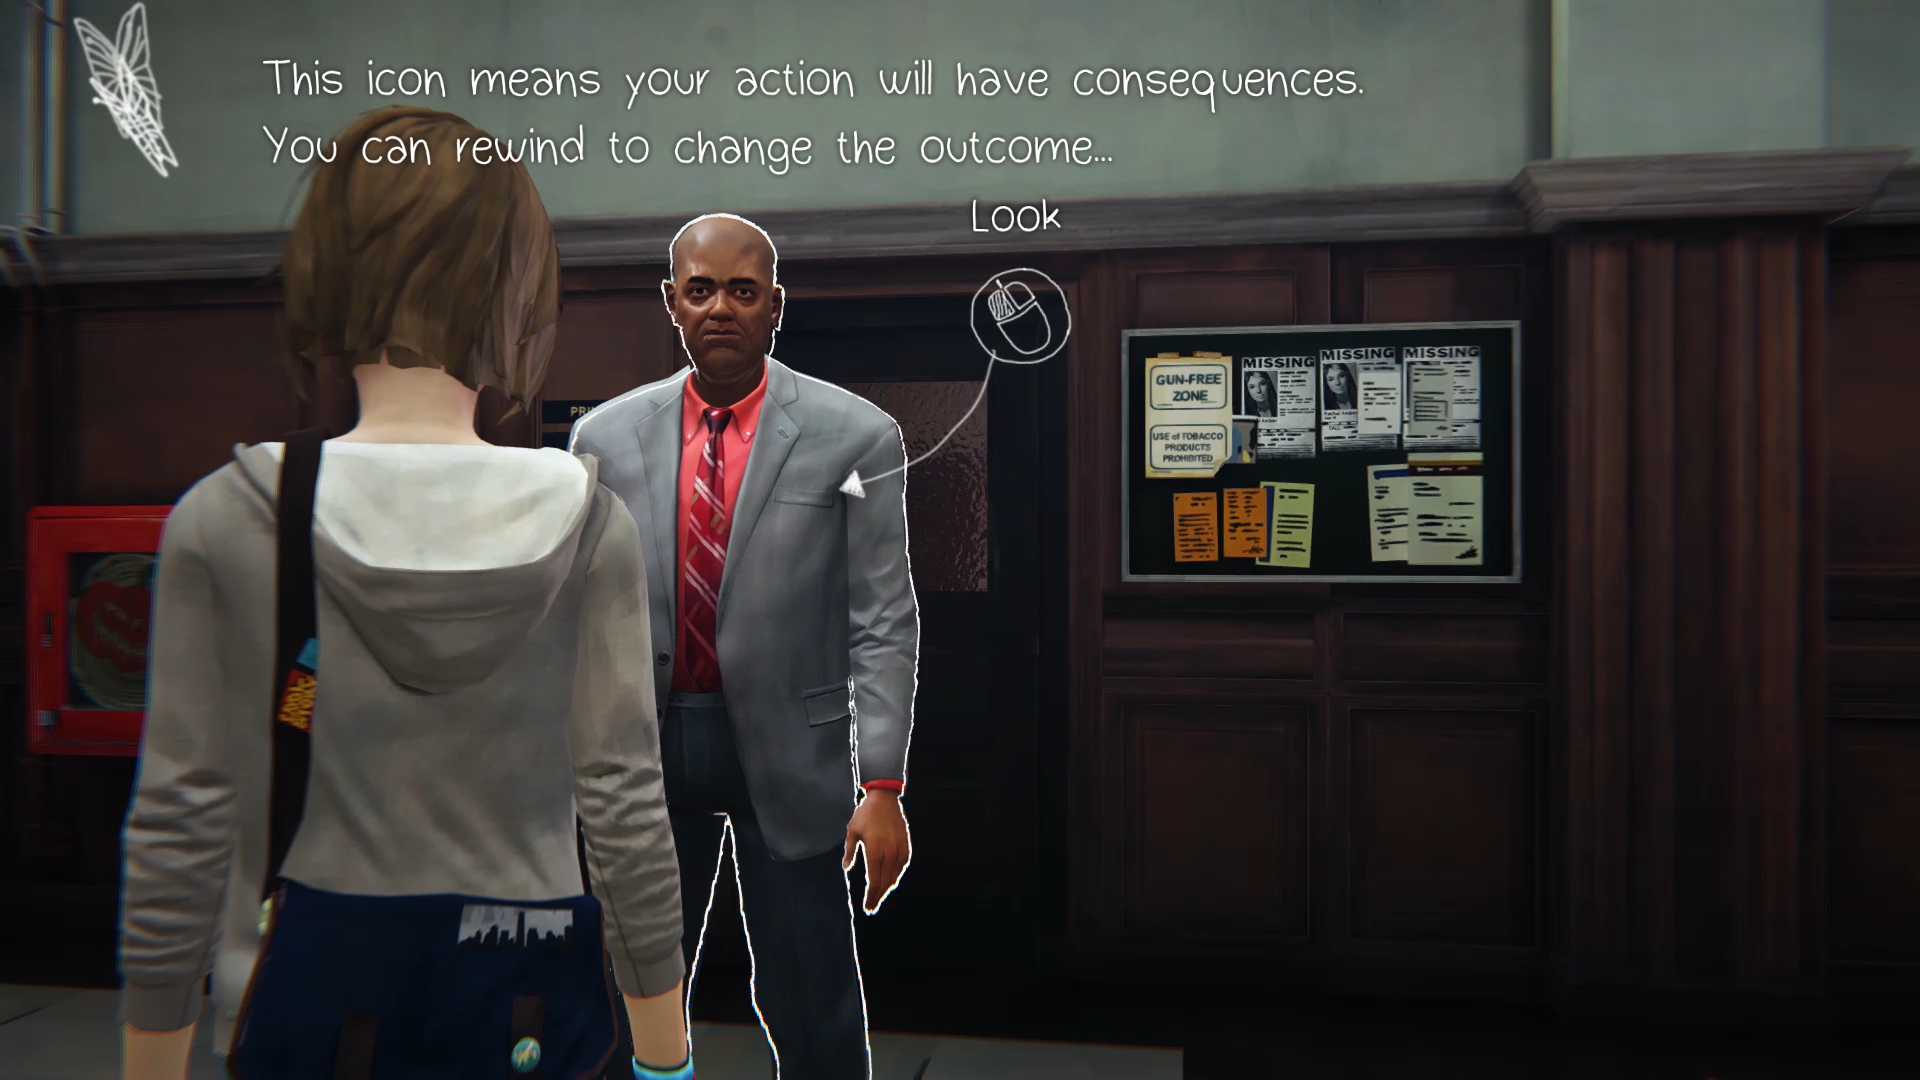 This icon means your action will have consequences.
You can rewind to change the outcome...
Look
GUN-FREE
ZONE
USE of TOBACCO
PRODUCTS
PROHIBITED
MISSING
MISSING
MISSING